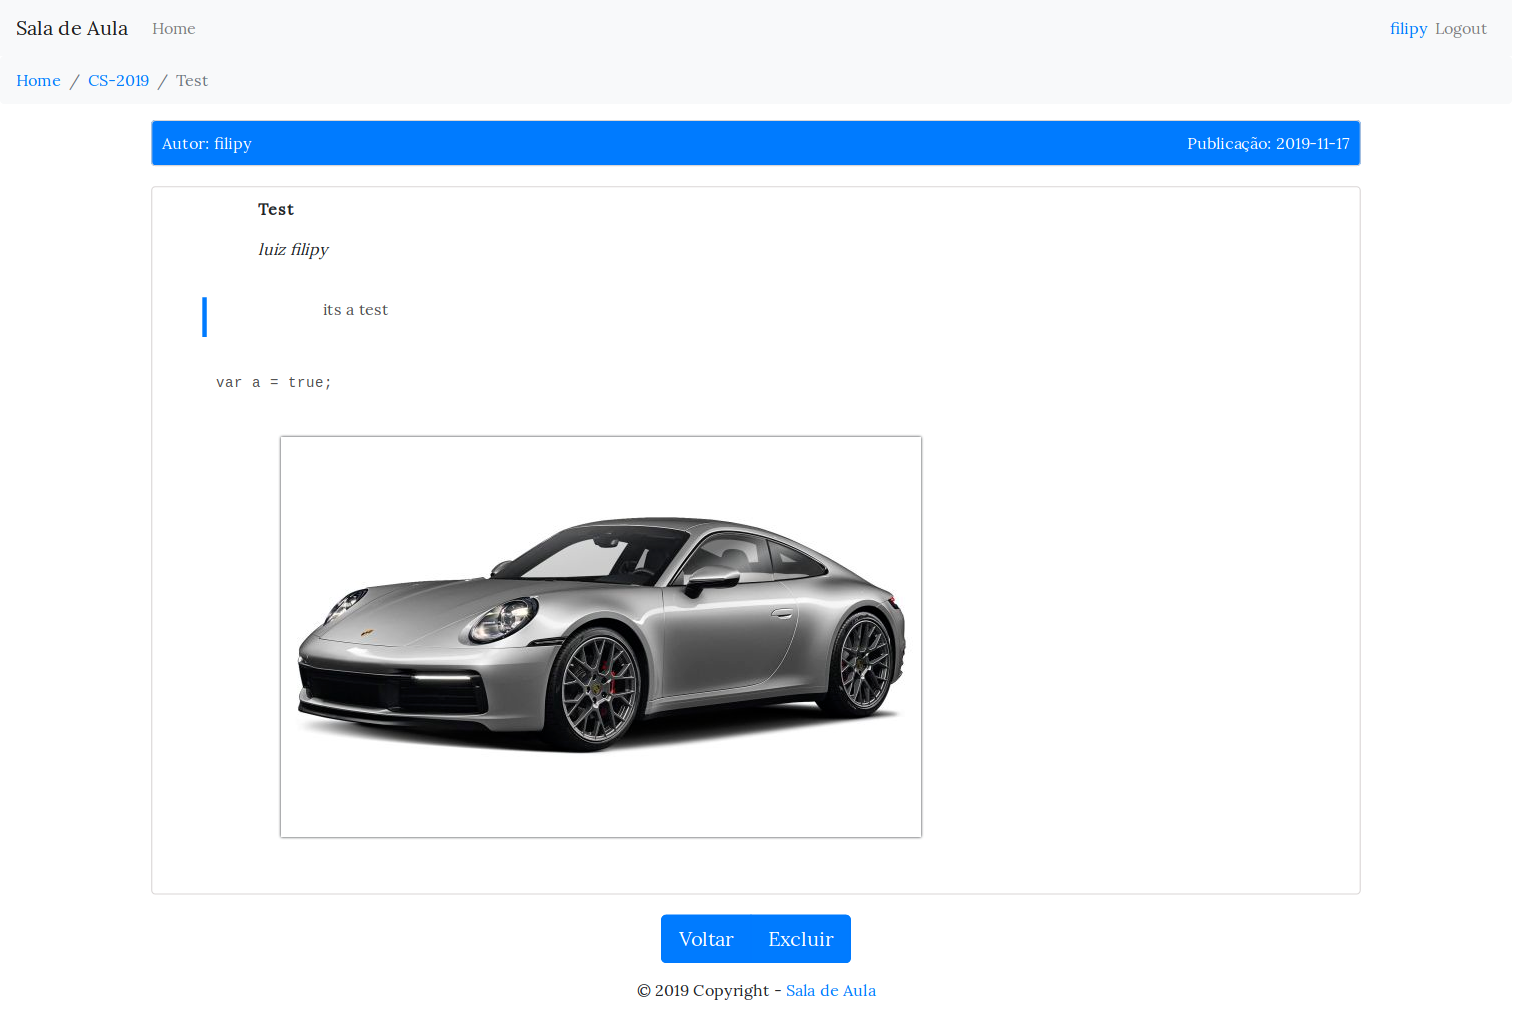 Sala de Aula Home filipy Logout
Home / CS-2019 / Test
Autor: filipy Publicação: 2019-11-17
Test
luiz filipy
its a test
var a = true;
Voltar Excluir
© 2019 Copyright - Sala de Aula